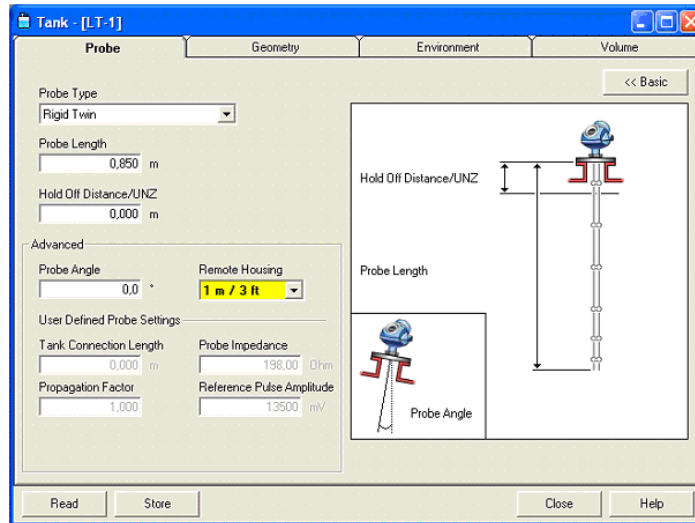 Tank - [LT-1]
Probe Geometry Environment Volume
<< Basic
Probe Type
Rigid Twin
Probe Length
0,850 m
Hold Off Distance/UNZ
0,000 m
Advanced
Probe Angle Remote Housing
0,0 ° 1 m / 3 ft
User Defined Probe Settings
Tank Connection Length Probe Impedance
0,000 m 198,00 Ohm
Propagation Factor Reference Pulse Amplitude
1,000 13500 mV
Hold Off Distance/UNZ
Probe Length
Probe Angle
Read Store Close Help